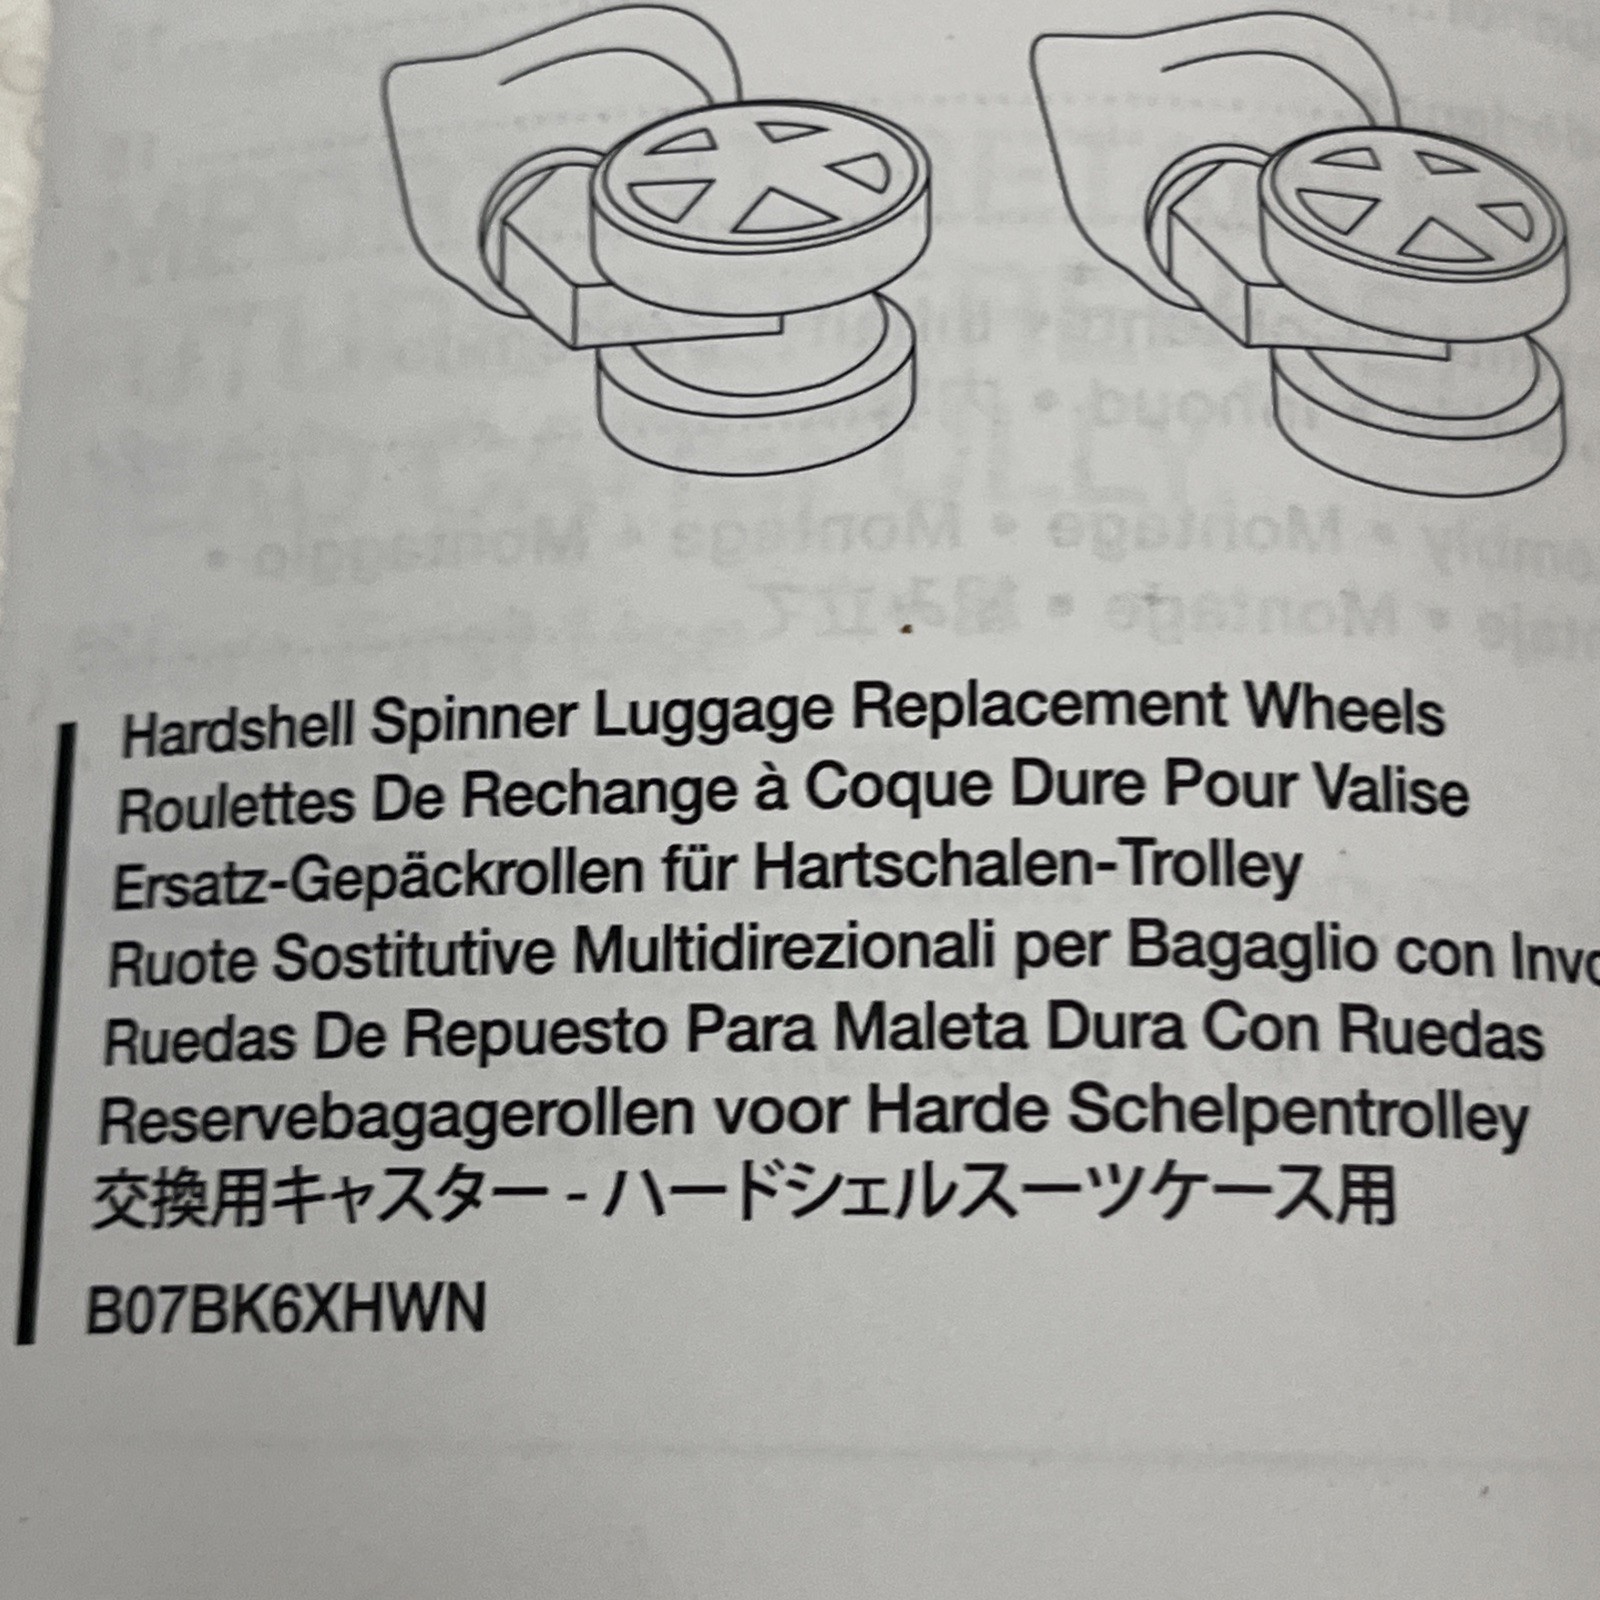 Hardshell Spinner Luggage Replacement Wheels
Roulettes De Rechange à Coque Dure Pour Valise
Ersatz-Gepäckrollen für Hartschalen-Trolley
Ruote Sostitutive Multidirezionali per Bagaglio con
Ruedas De Repuesto Para Maleta Dura Con Ruedas
Reservebagagerollen voor Harde Schelpentrolley
交換用キャスター - ハードシェルスーツケース用
B07BK6XHWN